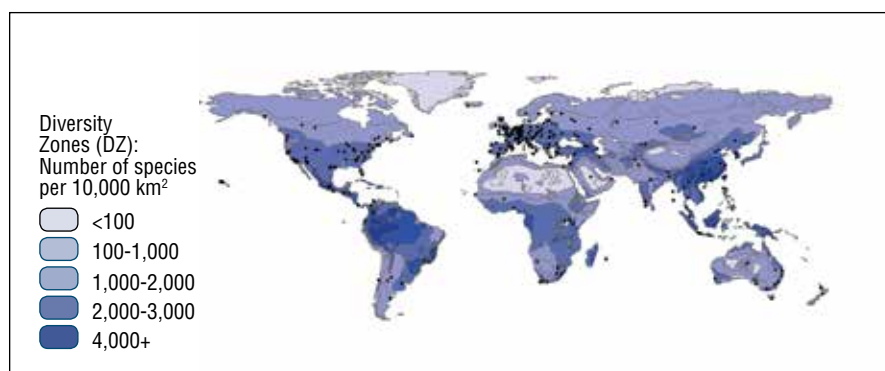 Diversity
Zones (DZ):
Number of species
per 10,000 km²
<100
100-1,000
1,000-2,000
2,000-3,000
4,000+